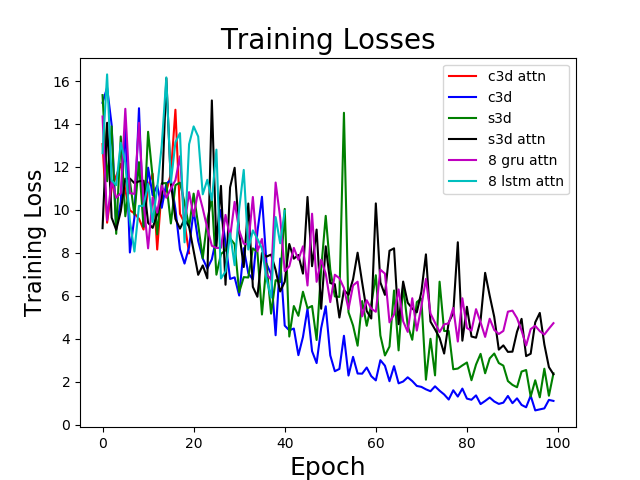 Training Losses
c3d attn
c3d
s3d
s3d attn
8 gru attn
8 lstm attn
Training Loss
16
14
12
10
8
6
4
2
0
0 20 40 60 80 100
Epoch